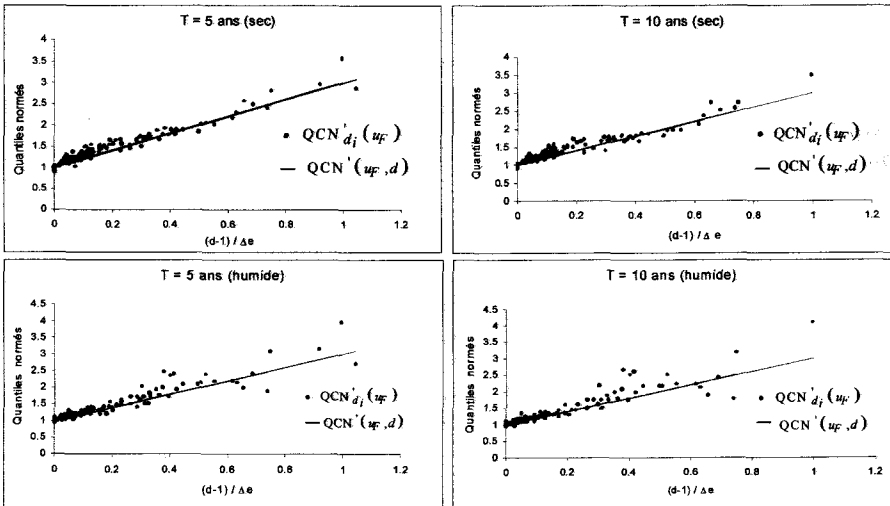 T = 5 ans (sec)
Quantiles normés
4
3.5
3
2.5
2
1.5
1
0.5
0
0 0.2 0.4 0.6 0.8 1 1.2
(d-1) / Δe
QCN'di (uF)
QCN' (uF ,d)
T = 10 ans (sec)
Quantiles normés
4
3.5
3
2.5
2
1.5
1
0.5
0
0 0.2 0.4 0.6 0.8 1 1.2
(d-1) / Δe
QCN'di (uF)
QCN' (uF ,d)
T = 5 ans (humide)
Quantiles normés
4.5
4
3.5
3
2.5
2
1.5
1
0.5
0
0 0.2 0.4 0.6 0.8 1 1.2
(d-1) / Δe
QCN'di (uF)
QCN' (uF ,d)
T = 10 ans (humide)
Quantiles normés
4.5
4
3.5
3
2.5
2
1.5
1
0.5
0
0 0.2 0.4 0.6 0.8 1 1.2
(d-1) / Δe
QCN'di (uF)
QCN' (uF ,d)